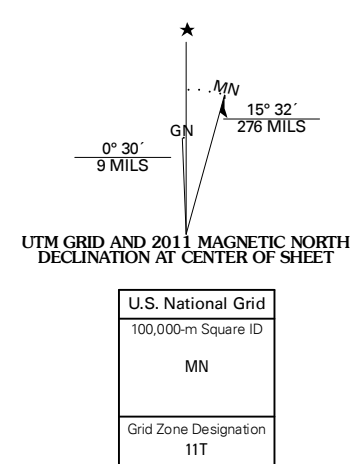 MN
15° 32´
276 MILS
GN
0° 30´
9 MILS
UTM GRID AND 2011 MAGNETIC NORTH
DECLINATION AT CENTER OF SHEET
U.S. National Grid
100,000-m Square ID
MN
Grid Zone Designation
11T